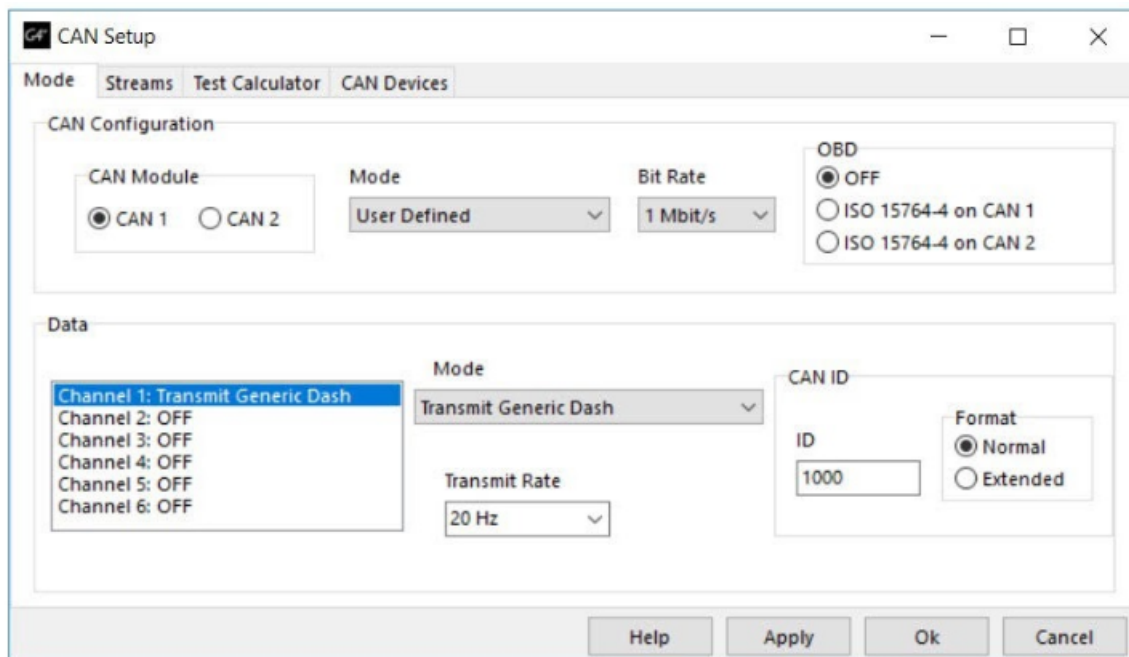 G4+ CAN Setup
Mode Streams Test Calculator CAN Devices
CAN Configuration
CAN Module
CAN 1 CAN 2
Mode
User Defined
Bit Rate
1 Mbit/s
OBD
OFF
ISO 15764-4 on CAN 1
ISO 15764-4 on CAN 2
Data
Channel 1: Transmit Generic Dash
Channel 2: OFF
Channel 3: OFF
Channel 4: OFF
Channel 5: OFF
Channel 6: OFF
Mode
Transmit Generic Dash
Transmit Rate
20 Hz
CAN ID
ID
1000
Format
Normal
Extended
Help Apply Ok Cancel